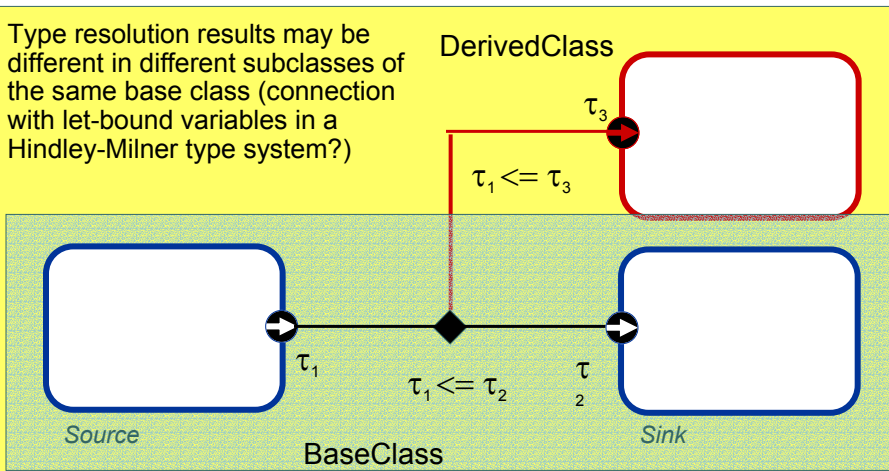 Type resolution results may be
different in different subclasses of
the same base class (connection
with let-bound variables in a
Hindley-Milner type system?)
DerivedClass
τ₃
τ₁ <= τ₃
τ₁
τ₁ <= τ₂
τ
2
Source
Sink
BaseClass